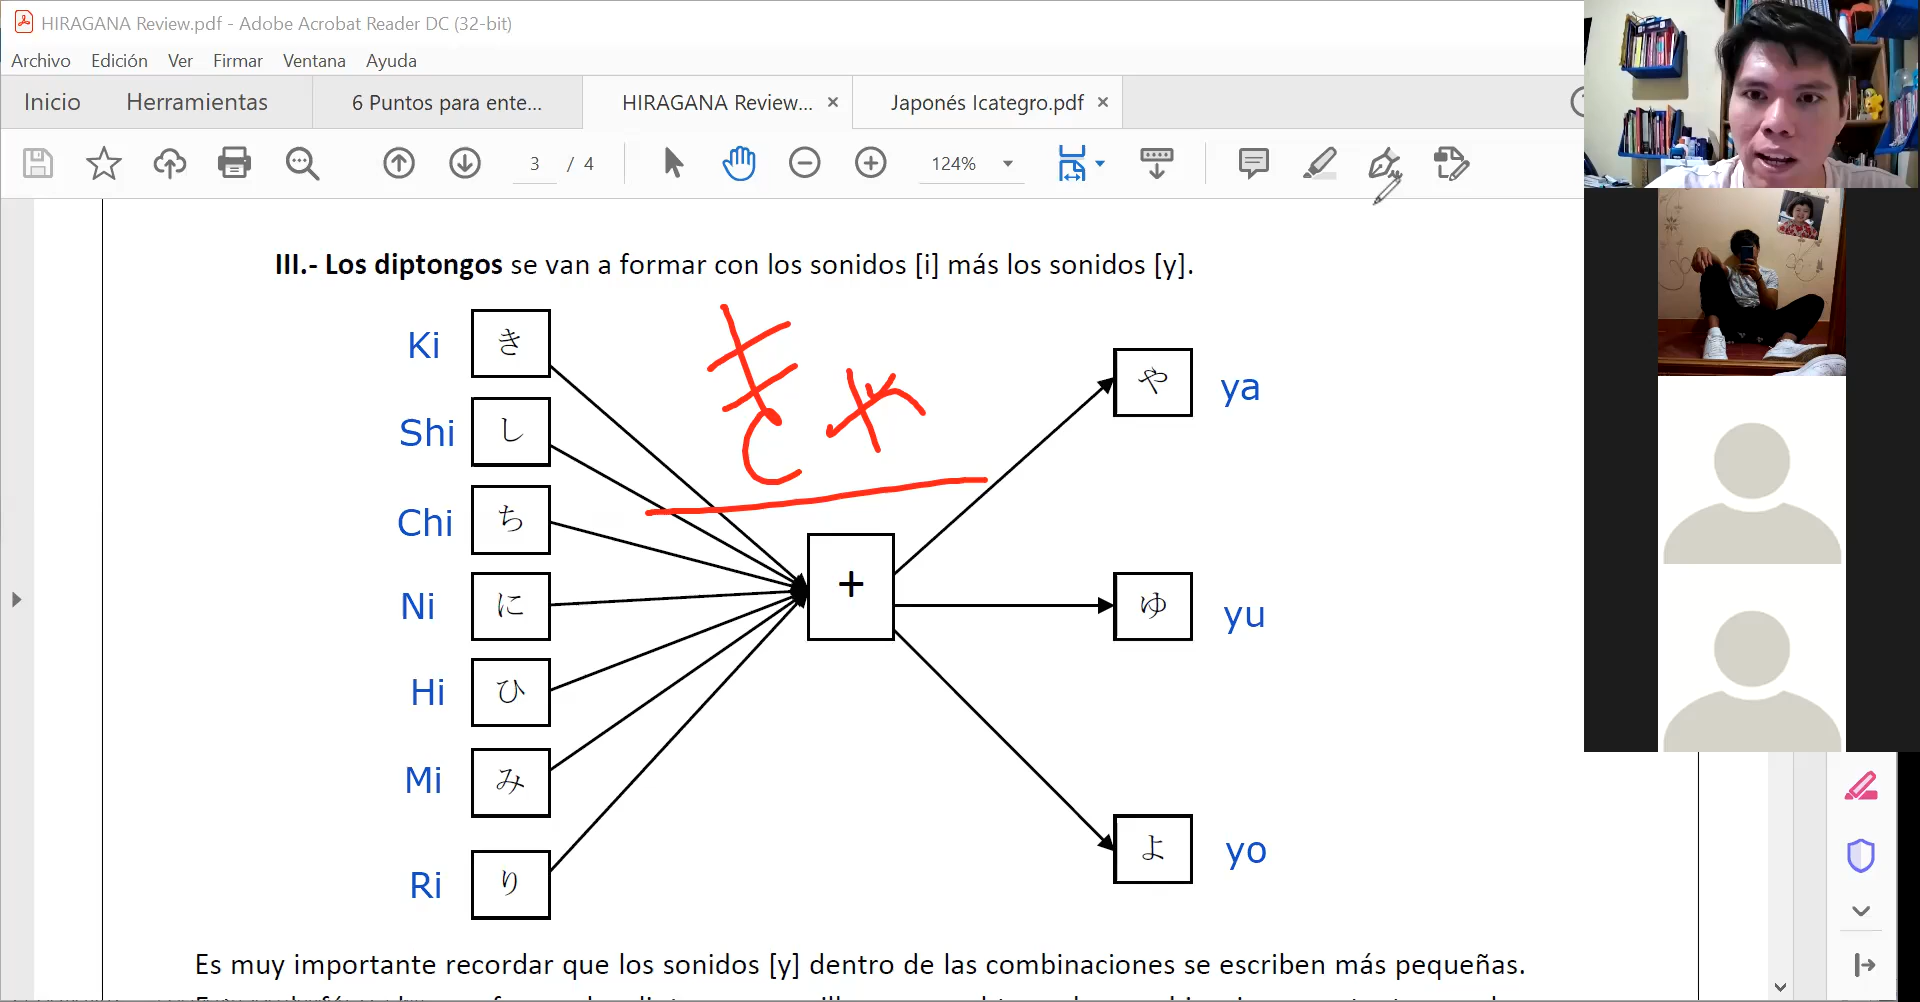 HIRAGANA Review.pdf - Adobe Acrobat Reader DC (32-bit)
Archivo Edición Ver Firmar Ventana Ayuda
Inicio Herramientas 6 Puntos para ente... HIRAGANA Review... × Japonés Icategro.pdf ×
3 / 4 124%
III.- Los diptongos se van a formar con los sonidos [i] más los sonidos [y].
きゃ
Ki き
や ya
Shi し
Chi ち
+
Ni に
ゆ yu
Hi ひ
Mi み
よ yo
Ri り
Es muy importante recordar que los sonidos [y] dentro de las combinaciones se escriben más pequeñas.